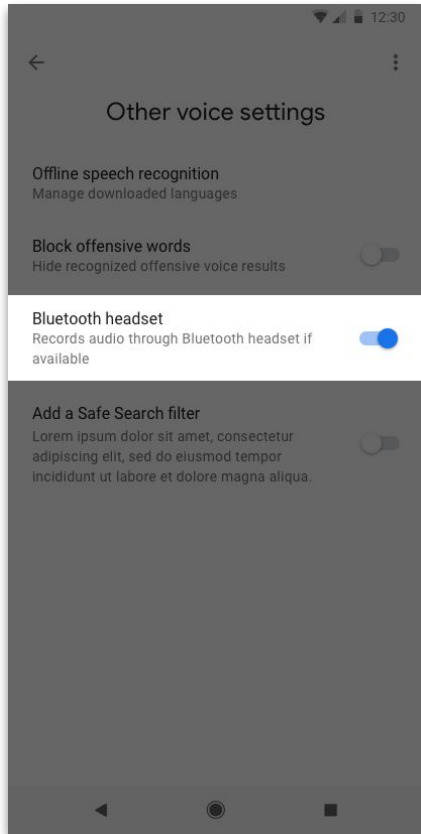 12:30
Other voice settings
Offline speech recognition
Manage downloaded languages
Block offensive words
Hide recognized offensive voice results
Bluetooth headset
Records audio through Bluetooth headset if
available
Add a Safe Search filter
Lorem ipsum dolor sit amet, consectetur
adipiscing elit, sed do eiusmod tempor
incididunt ut labore et dolore magna aliqua.